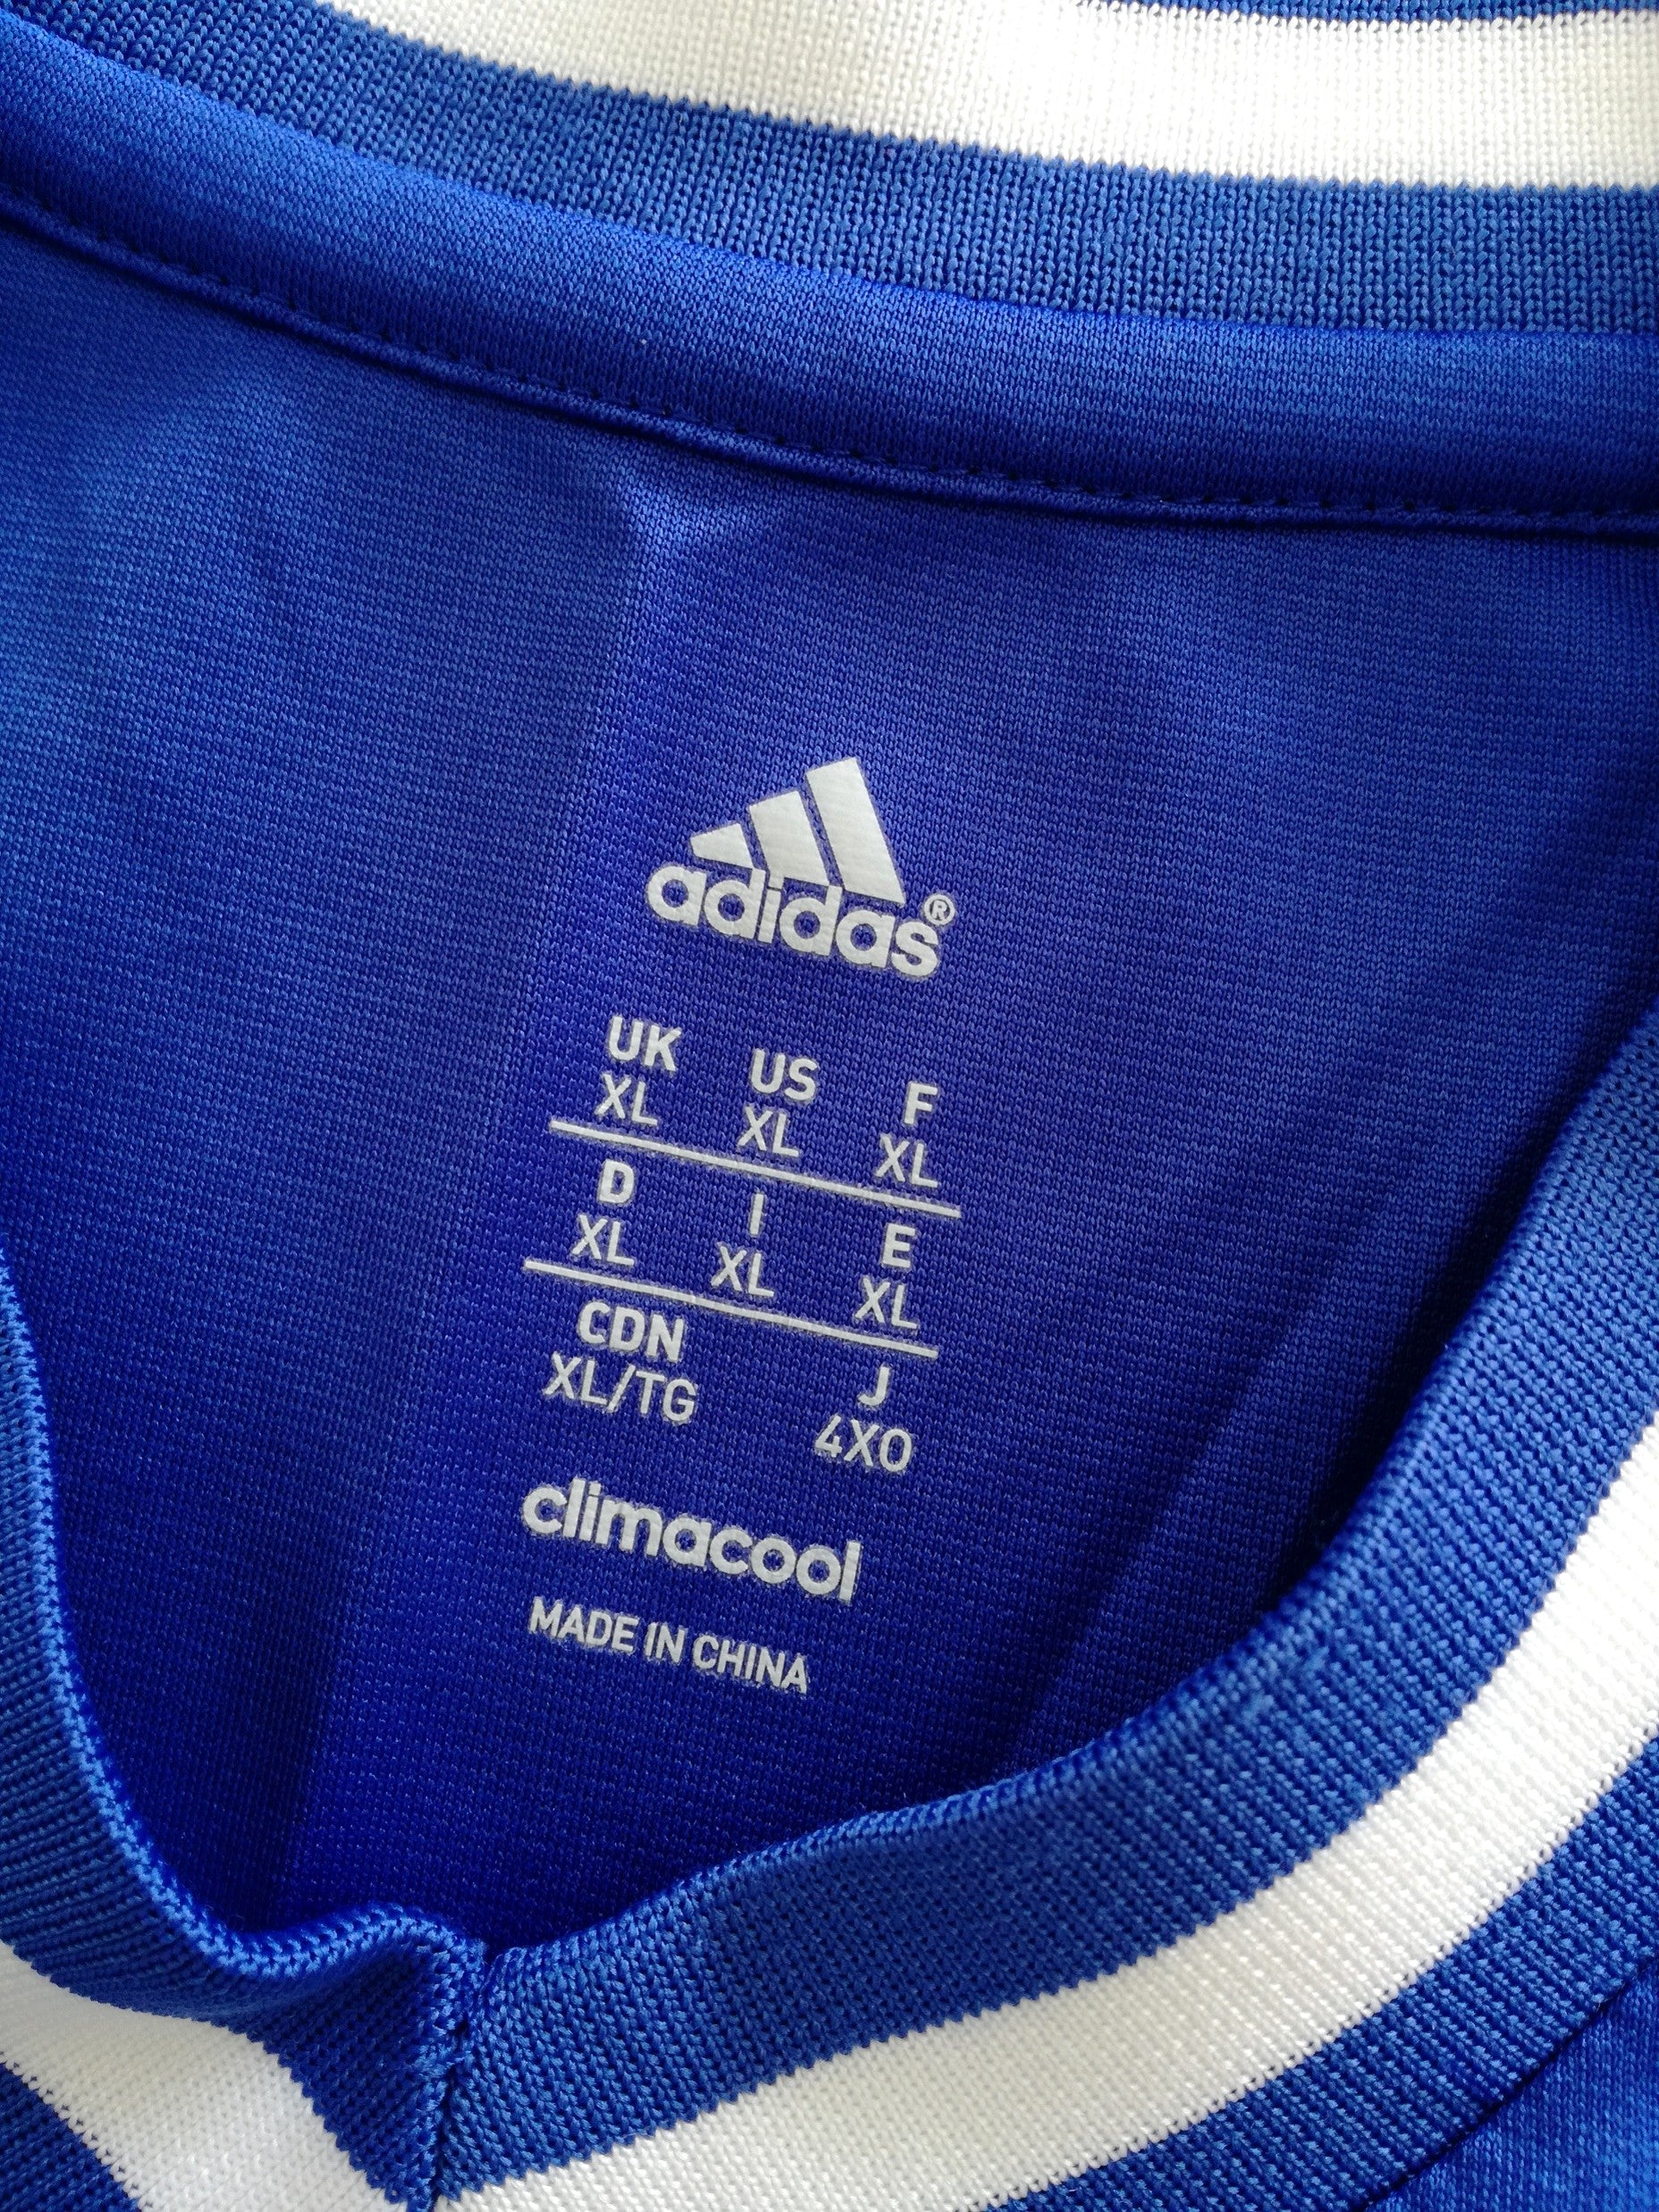 adidas®
UK US F
XL XL XL
D I E
XL XL XL
CDN J
XL/TG 4XO
climacool
MADE IN CHINA